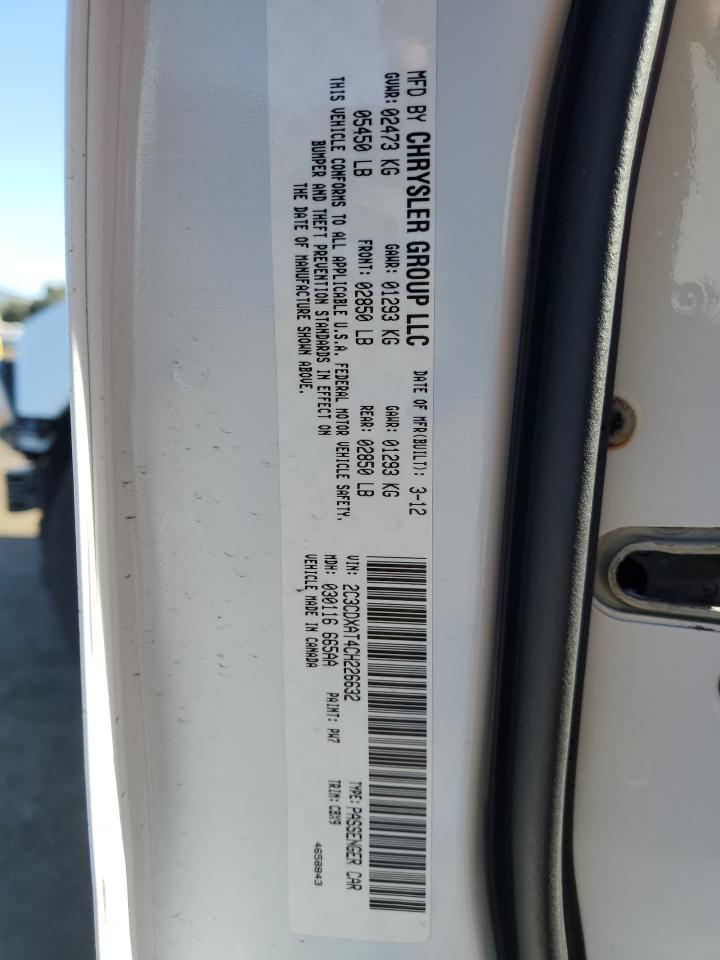 MFD BY CHRYSLER GROUP LLC DATE OF MFR(BUILT): 3-12
GVWR: 02473 KG GAWR: 01293 KG GAWR: 01293 KG
05450 LB FRONT: 02850 LB REAR: 02850 LB
THIS VEHICLE CONFORMS TO ALL APPLICABLE U.S.A. FEDERAL MOTOR VEHICLE SAFETY,
BUMPER AND THEFT PREVENTION STANDARDS IN EFFECT ON
THE DATE OF MANUFACTURE SHOWN ABOVE.
VIN: 2C3CDXAT4CH226632 TYPE: PASSENGER CAR
MDH: 030116 665AA PAINT: PW7 TRIM: C8X9
VEHICLE MADE IN CANADA 4658843